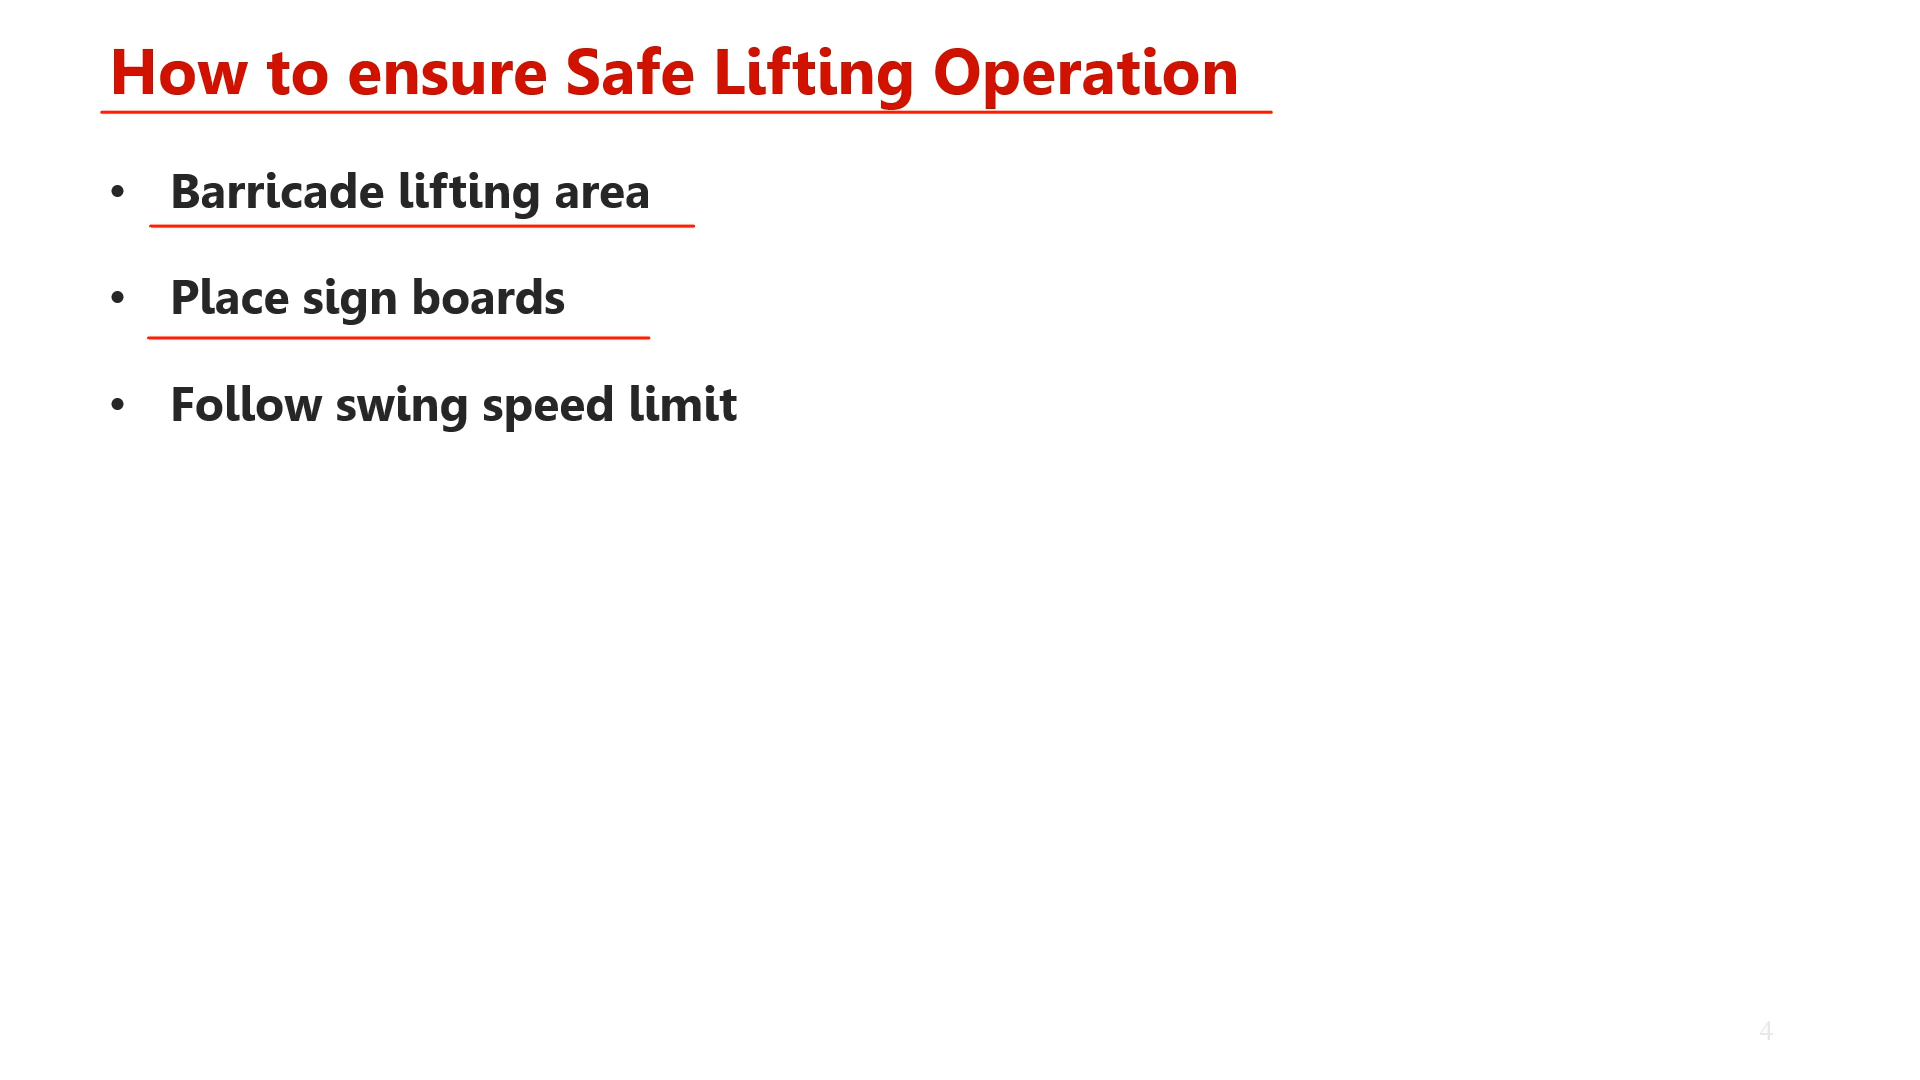 How to ensure Safe Lifting Operation
• Barricade lifting area
• Place sign boards
• Follow swing speed limit
4